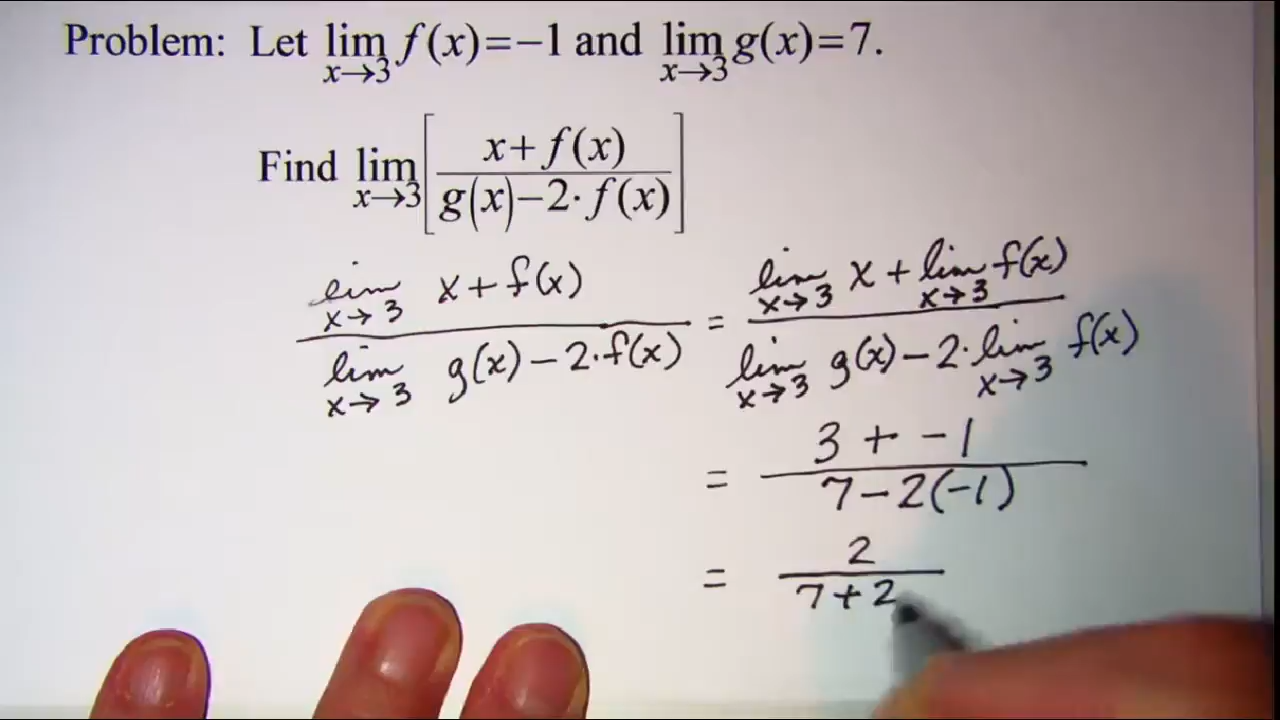 Problem: Let lim f(x)=−1 and lim g(x)=7.
x→3 x→3
Find lim [ x+f(x) / g(x)−2·f(x) ]
x→3
lim x→3 x+f(x) / lim x→3 g(x)−2·f(x) = lim x→3 x + lim x→3 f(x) / lim x→3 g(x)−2·lim x→3 f(x)
= 3 + -1 / 7−2(-1)
= 2 / 7+2